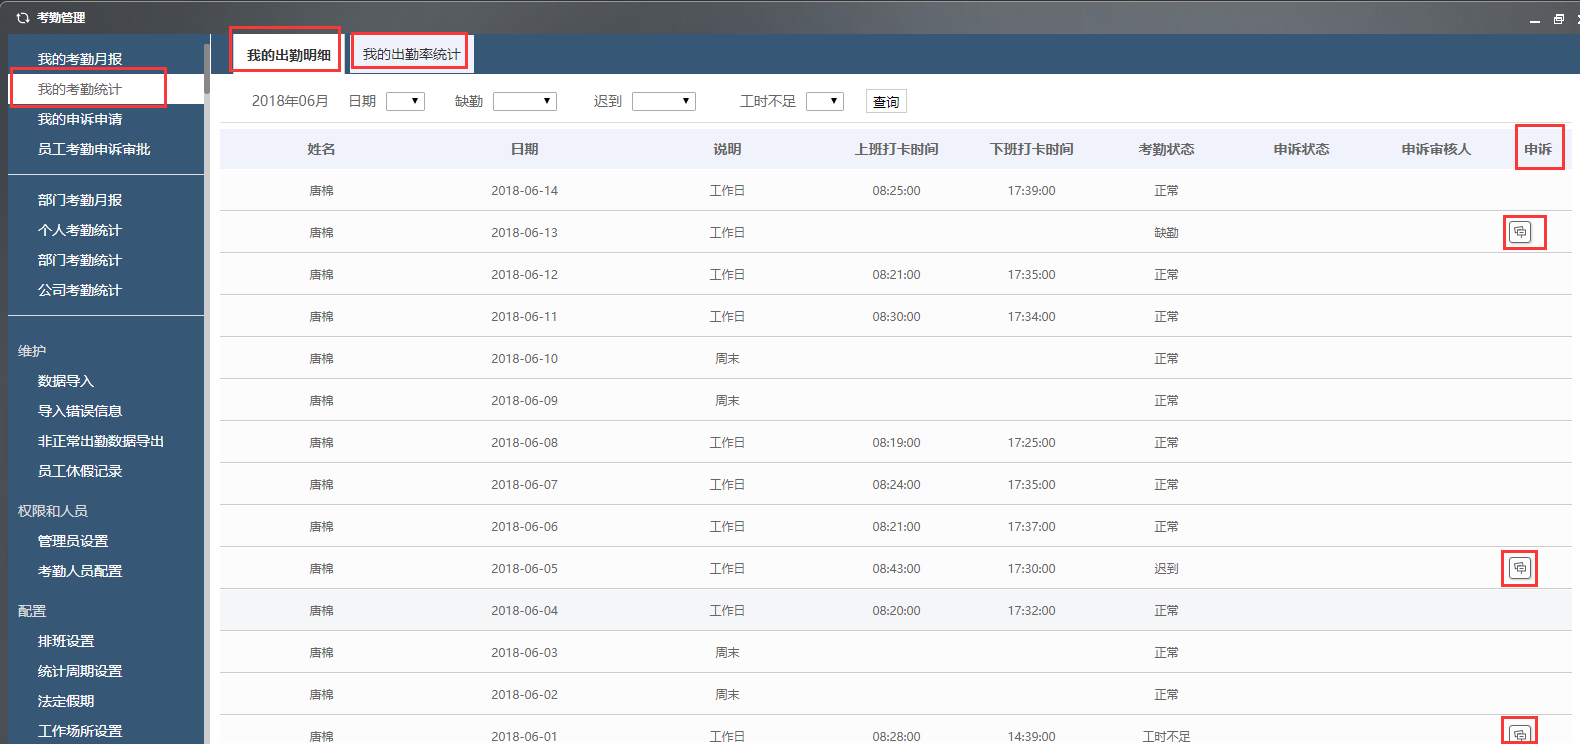 考勤管理
我的考勤月报
我的考勤统计
我的申诉申请
员工考勤申诉审批
部门考勤月报
个人考勤统计
部门考勤统计
公司考勤统计
维护
数据导入
导入错误信息
非正常出勤数据导出
员工休假记录
权限和人员
管理员设置
考勤人员配置
配置
排班设置
统计周期设置
法定假期
工作场所设置
我的出勤明细 我的出勤率统计
2018年06月 日期 缺勤 迟到 工时不足 查询
姓名 日期 说明 上班打卡时间 下班打卡时间 考勤状态 申诉状态 申诉审核人 申诉
唐棉 2018-06-14 工作日 08:25:00 17:39:00 正常
唐棉 2018-06-13 工作日 缺勤
唐棉 2018-06-12 工作日 08:21:00 17:35:00 正常
唐棉 2018-06-11 工作日 08:30:00 17:34:00 正常
唐棉 2018-06-10 周末 正常
唐棉 2018-06-09 周末 正常
唐棉 2018-06-08 工作日 08:19:00 17:25:00 正常
唐棉 2018-06-07 工作日 08:24:00 17:35:00 正常
唐棉 2018-06-06 工作日 08:21:00 17:37:00 正常
唐棉 2018-06-05 工作日 08:43:00 17:30:00 迟到
唐棉 2018-06-04 工作日 08:20:00 17:32:00 正常
唐棉 2018-06-03 周末 正常
唐棉 2018-06-02 周末 正常
唐棉 2018-06-01 工作日 08:28:00 14:39:00 工时不足